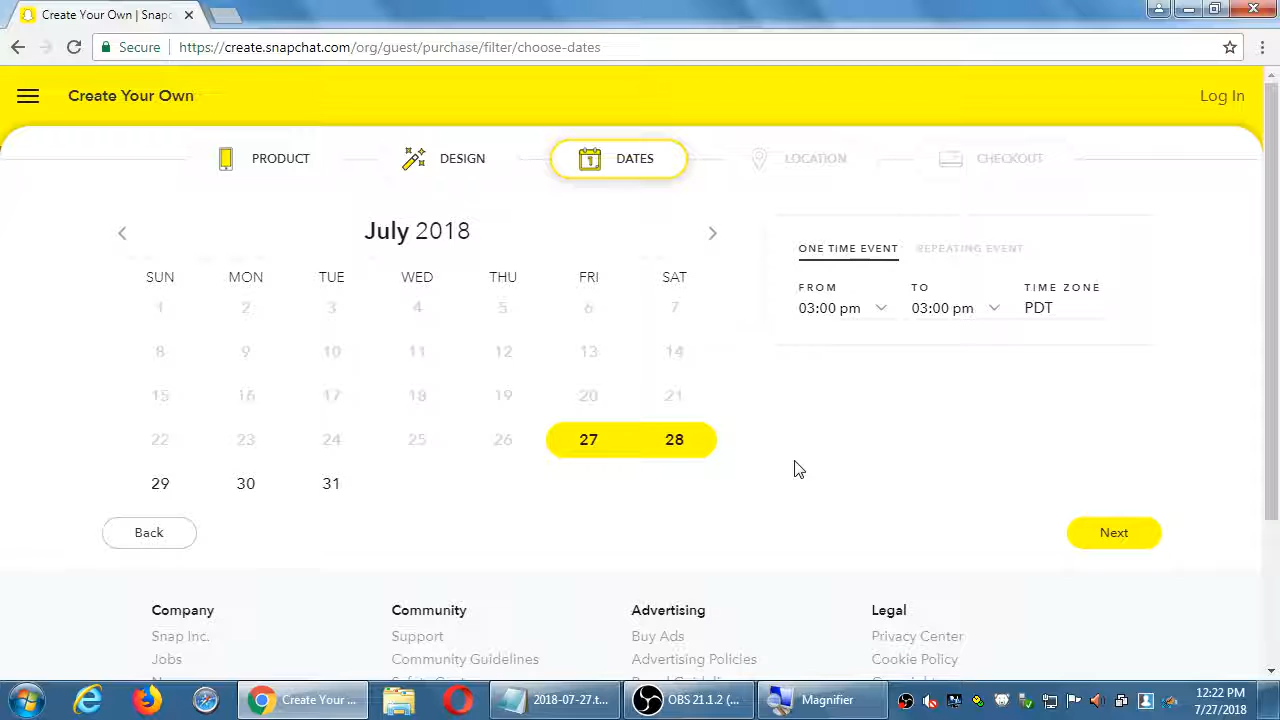 Create Your Own | Snapc
Secure https://create.snapchat.com/org/guest/purchase/filter/choose-dates
Create Your Own Log In
PRODUCT DESIGN 1 DATES LOCATION CHECKOUT
July 2018
SUN MON TUE WED THU FRI SAT
1 2 3 4 5 6 7
8 9 10 11 12 13 14
15 16 17 18 19 20 21
22 23 24 25 26 27 28
29 30 31
ONE TIME EVENT REPEATING EVENT
FROM TO TIME ZONE
03:00 pm 03:00 pm PDT
Back Next
Company Community Advertising Legal
Snap Inc. Support Buy Ads Privacy Center
Jobs Community Guidelines Advertising Policies Cookie Policy
Create Your ... 2018-07-27.t... OBS 21.1.2 (... Magnifier
12:22 PM
7/27/2018